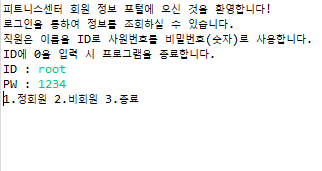 피트니스센터 회원 정보 포털에 오신 것을 환영합니다!
로그인을 통하여 정보를 조회하실 수 있습니다.
직원은 이름을 ID로 사원번호를 비밀번호(숫자)로 사용합니다.
ID에 0을 입력 시 프로그램을 종료합니다.
ID : root
PW : 1234
1.정회원 2.비회원 3.종료